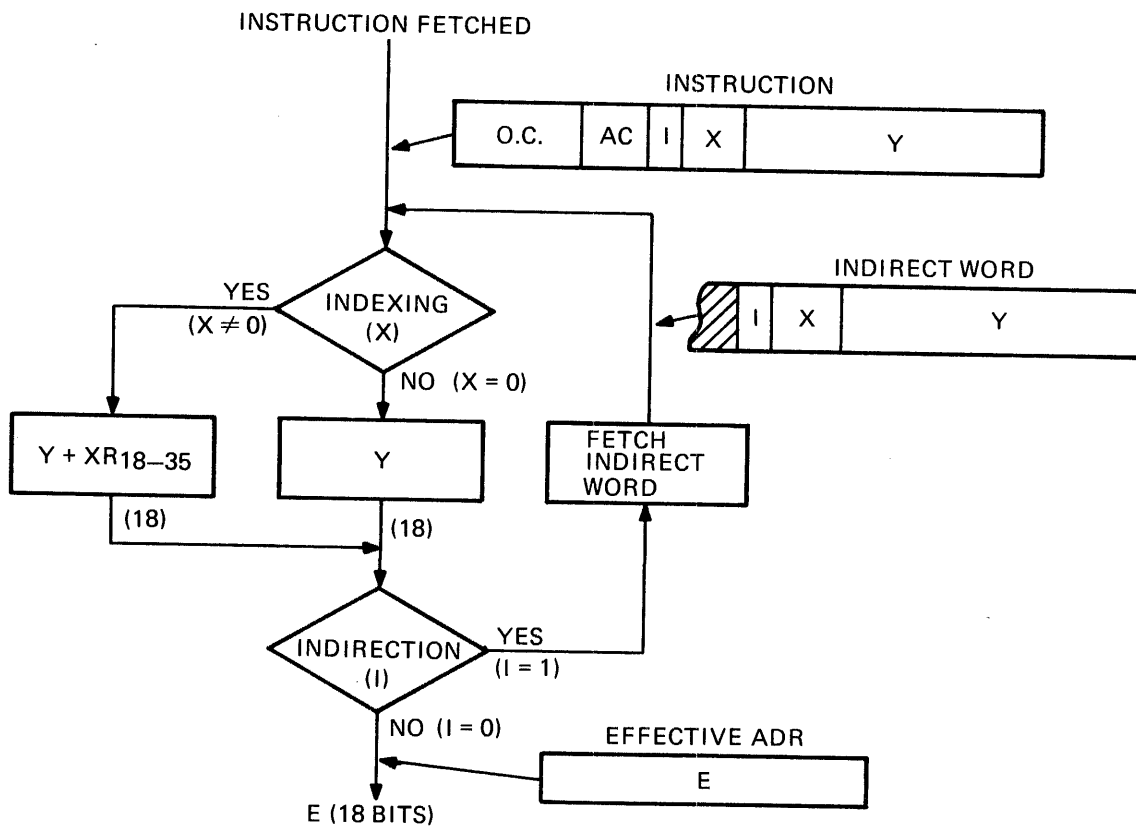 INSTRUCTION FETCHED
INSTRUCTION
O.C. AC I X Y
INDIRECT WORD
I X Y
YES
(X ≠ 0)
INDEXING
(X)
NO (X = 0)
Y + XR18–35
Y
FETCH
INDIRECT
WORD
(18)
(18)
INDIRECTION
(I)
YES
(I = 1)
NO (I = 0)
EFFECTIVE ADR
E
E (18 BITS)